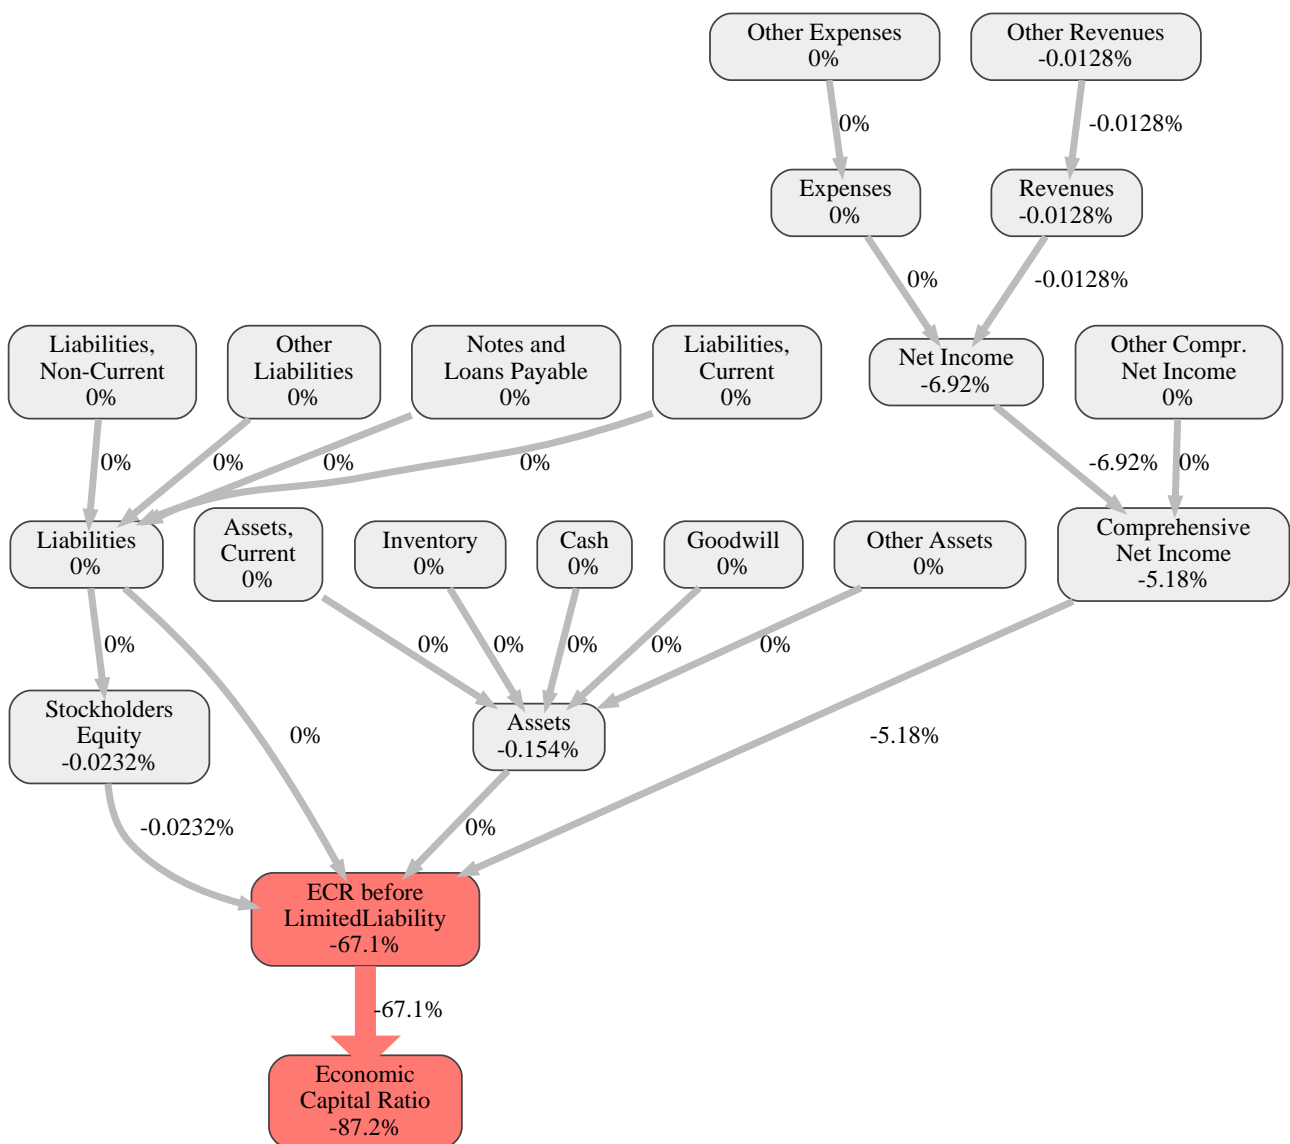 Other Expenses
0%
Other Revenues
-0.0128%
0%
-0.0128%
Expenses
0%
Revenues
-0.0128%
0%
-0.0128%
Liabilities,
Non-Current
0%
Other
Liabilities
0%
Notes and
Loans Payable
0%
Liabilities,
Current
0%
Net Income
-6.92%
Other Compr.
Net Income
0%
0%
0%
0%
0%
-6.92%
0%
Liabilities
0%
Assets,
Current
0%
Inventory
0%
Cash
0%
Goodwill
0%
Other Assets
0%
Comprehensive
Net Income
-5.18%
0%
0%
0%
0%
0%
0%
Stockholders
Equity
-0.0232%
0%
Assets
-0.154%
-5.18%
-0.0232%
0%
ECR before
LimitedLiability
-67.1%
-67.1%
Economic
Capital Ratio
-87.2%